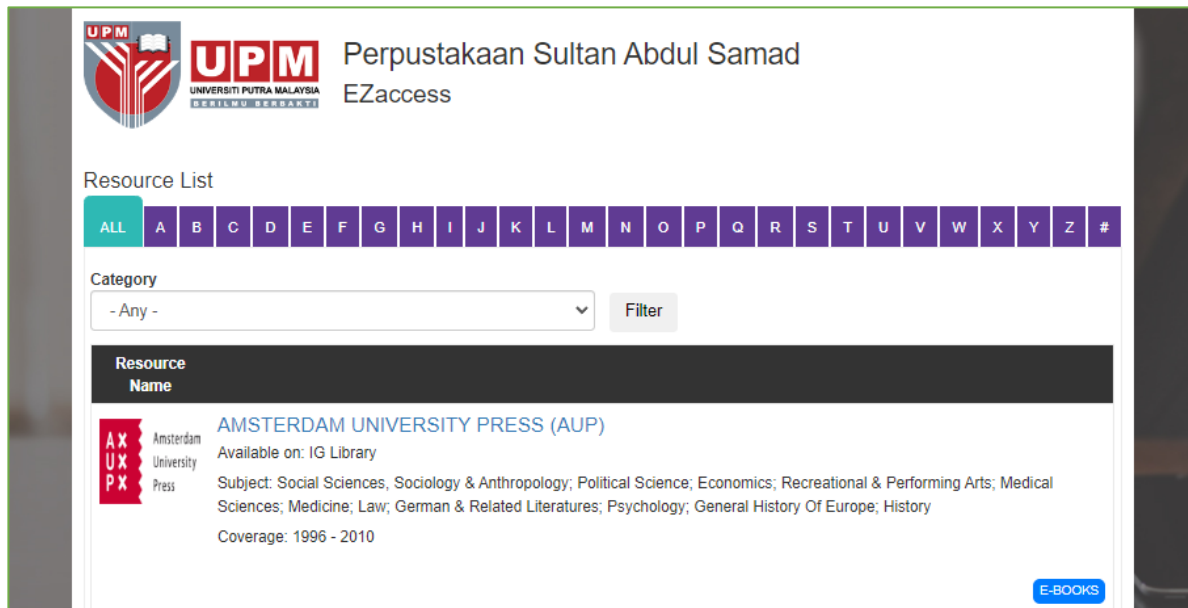 UPM
UPM
UNIVERSITI PUTRA MALAYSIA
BERILMU BERBAKTI
Perpustakaan Sultan Abdul Samad
EZaccess
Resource List
ALL A B C D E F G H I J K L M N O P Q R S T U V W X Y Z #
Category
- Any -
Filter
Resource
Name
AXUXPX
Amsterdam
University
Press
AMSTERDAM UNIVERSITY PRESS (AUP)
Available on: IG Library
Subject: Social Sciences, Sociology & Anthropology; Political Science; Economics; Recreational & Performing Arts; Medical
Sciences; Medicine; Law; German & Related Literatures; Psychology; General History Of Europe; History
Coverage: 1996 - 2010
E-BOOKS